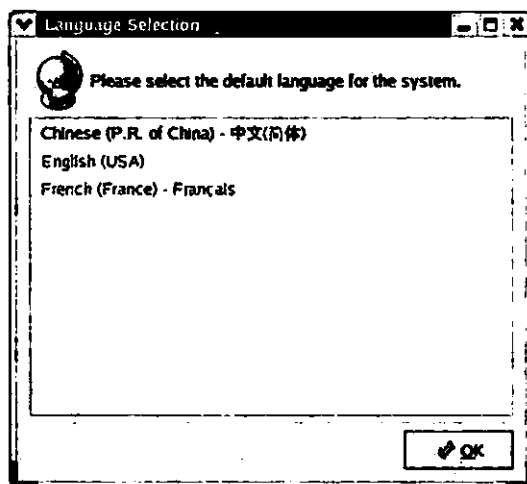 Language Selection
Please select the default language for the system.
Chinese (P.R. of China) - 中文(简体)
English (USA)
French (France) - Français
OK